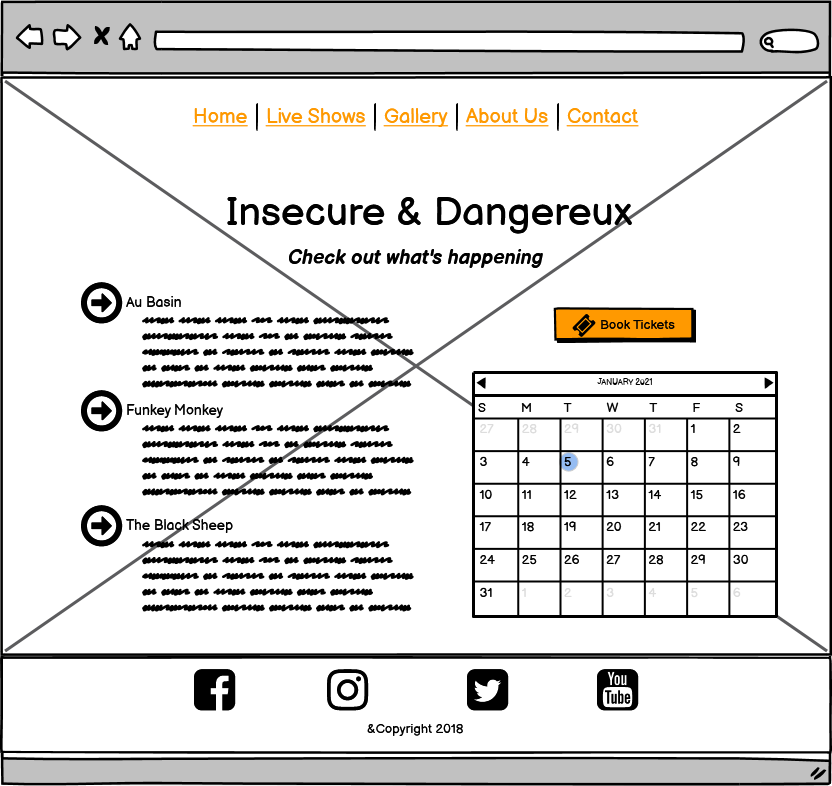 Home | Live Shows | Gallery | About Us | Contact
Insecure & Dangereux
Check out what's happening
Au Basin
Funkey Monkey
The Black Sheep
Book Tickets
JANUARY 2021
S M T W T F S
27 28 29 30 31 1 2
3 4 5 6 7 8 9
10 11 12 13 14 15 16
17 18 19 20 21 22 23
24 25 26 27 28 29 30
31 1 2 3 4 5 6
You
Tube
&Copyright 2018